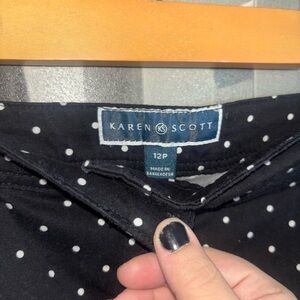 KAREN KS SCOTT
12P
MADE IN
BANGLADESH